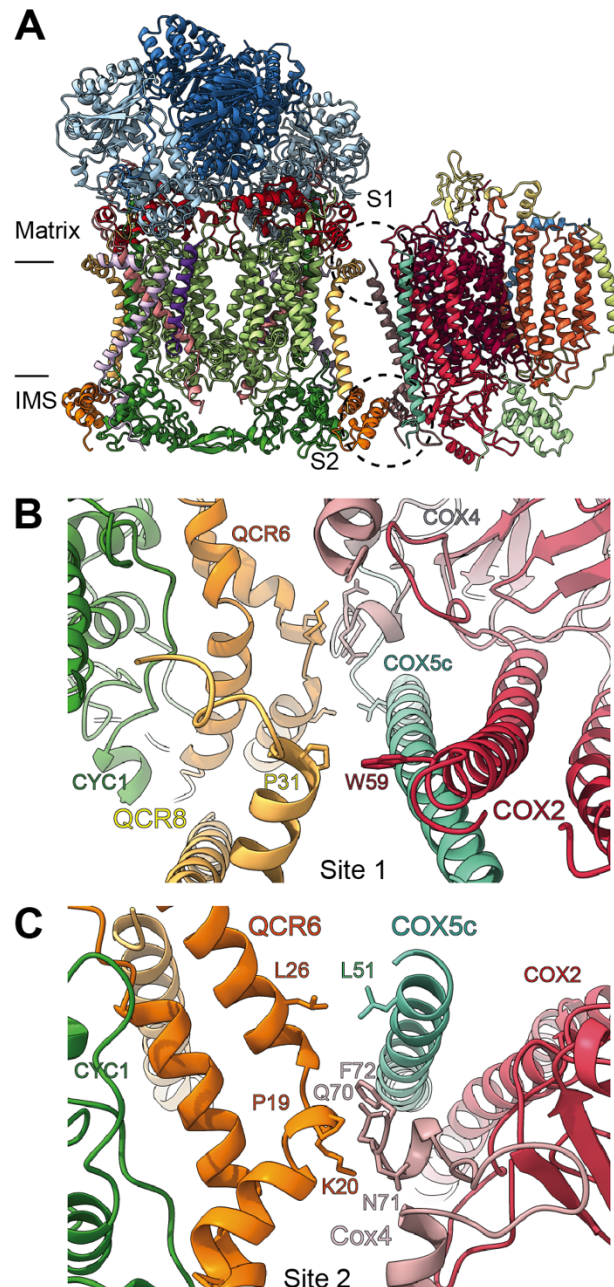 A
S1
Matrix
IMS
S2
B
COX4
QCR6
COX5c
CYC1
P31
W59
QCR8
COX2
Site 1
C
QCR6
COX5c
L26
L51
COX2
CYC1
F72
Q70
P19
K20
N71
Cox4
Site 2